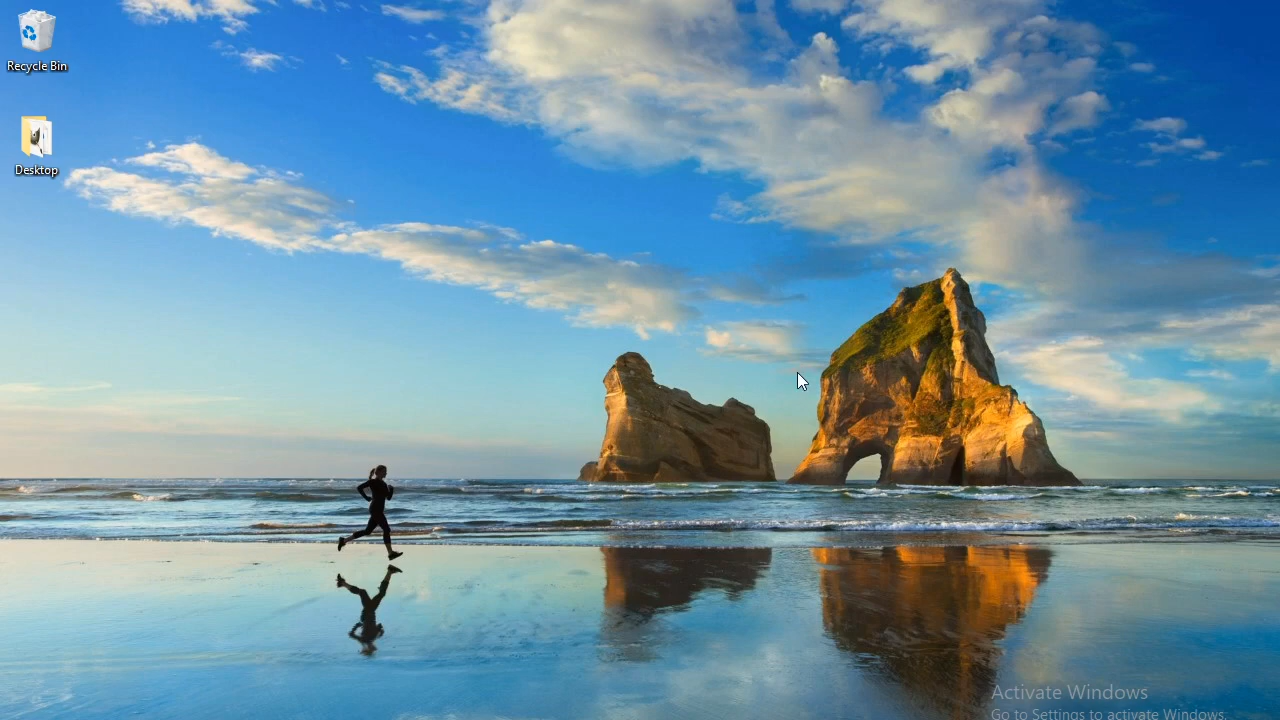 Recycle Bin
Desktop
Activate Windows
Go to Settings to activate Windows.